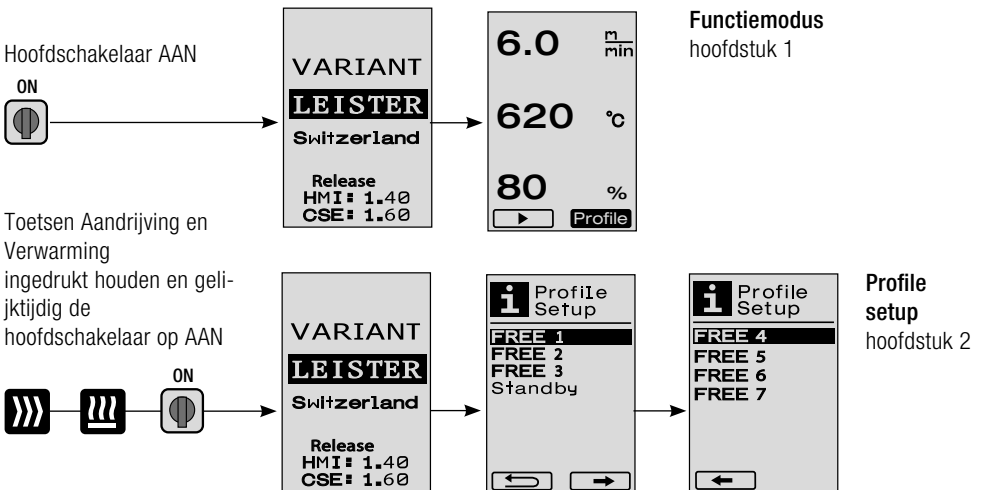 Hoofdschakelaar AAN
ON
VARIANT
LEISTER
Switzerland
Release
HMI: 1.40
CSE: 1.60
6.0 m/min
620 °C
80 %
Profile
Functiemodus
hoofdstuk 1
Toetsen Aandrijving en
Verwarming
ingedrukt houden en geli-
jktijdig de
hoofdschakelaar op AAN
ON
VARIANT
LEISTER
Switzerland
Release
HMI: 1.40
CSE: 1.60
i Profile
Setup
FREE 1
FREE 2
FREE 3
Standby
i Profile
Setup
FREE 4
FREE 5
FREE 6
FREE 7
Profile
setup
hoofdstuk 2